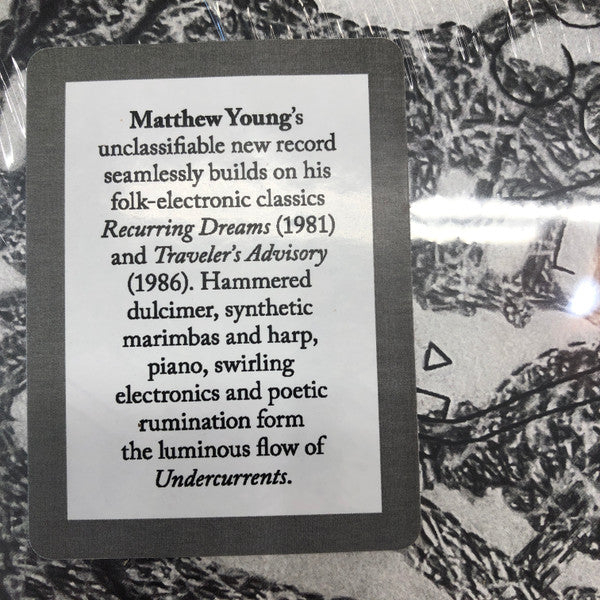 Matthew Young's
unclassifiable new record
seamlessly builds on his
folk-electronic classics
Recurring Dreams (1981)
and Traveler's Advisory
(1986). Hammered
dulcimer, synthetic
marimbas and harp,
piano, swirling
electronics and poetic
rumination form
the luminous flow of
Undercurrents.